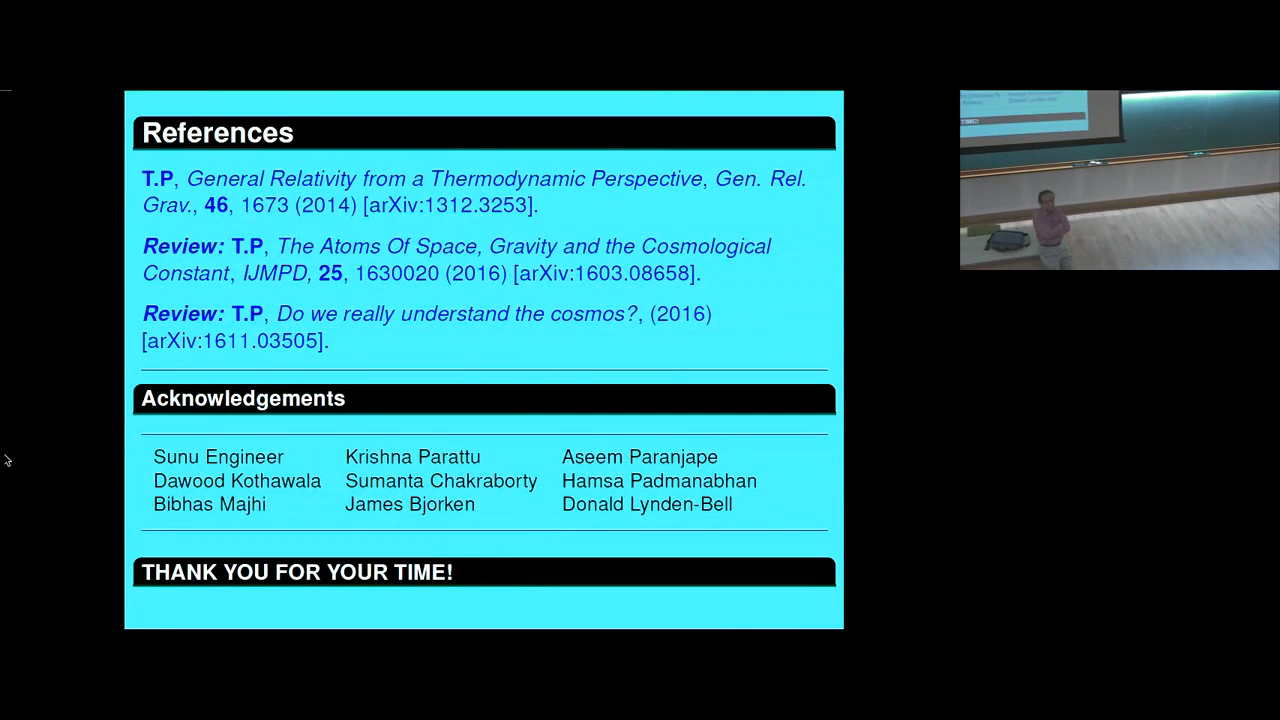 References
T.P, General Relativity from a Thermodynamic Perspective, Gen. Rel.
Grav., 46, 1673 (2014) [arXiv:1312.3253].
Review: T.P, The Atoms Of Space, Gravity and the Cosmological
Constant, IJMPD, 25, 1630020 (2016) [arXiv:1603.08658].
Review: T.P, Do we really understand the cosmos?, (2016)
[arXiv:1611.03505].
Acknowledgements
Sunu Engineer Krishna Parattu Aseem Paranjape
Dawood Kothawala Sumanta Chakraborty Hamsa Padmanabhan
Bibhas Majhi James Bjorken Donald Lynden-Bell
THANK YOU FOR YOUR TIME!